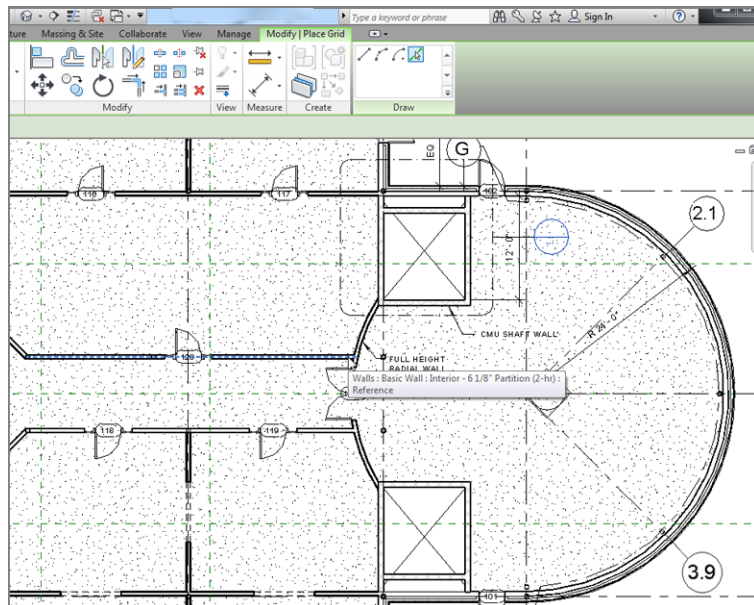 Type a keyword or phrase
Sign In
ture Massing & Site Collaborate View Manage Modify | Place Grid
Modify View Measure Create Draw
G
EQ
116
117
102
2.1
12' - 0"
R 24' - 0"
CMU SHAFT WALL
FULL HEIGHT
RADIAL WALL
120
Walls : Basic Wall : Interior - 6 1/8" Partition (2-hr) :
Reference
118
119
3.9
101